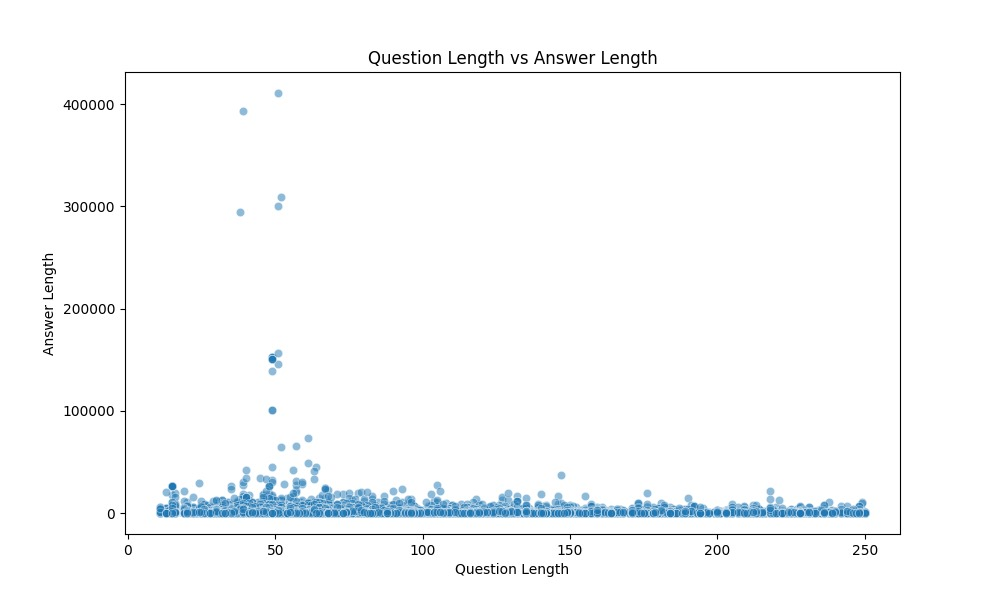 Question Length vs Answer Length
Answer Length
400000
300000
200000
100000
0
0 50 100 150 200 250
Question Length